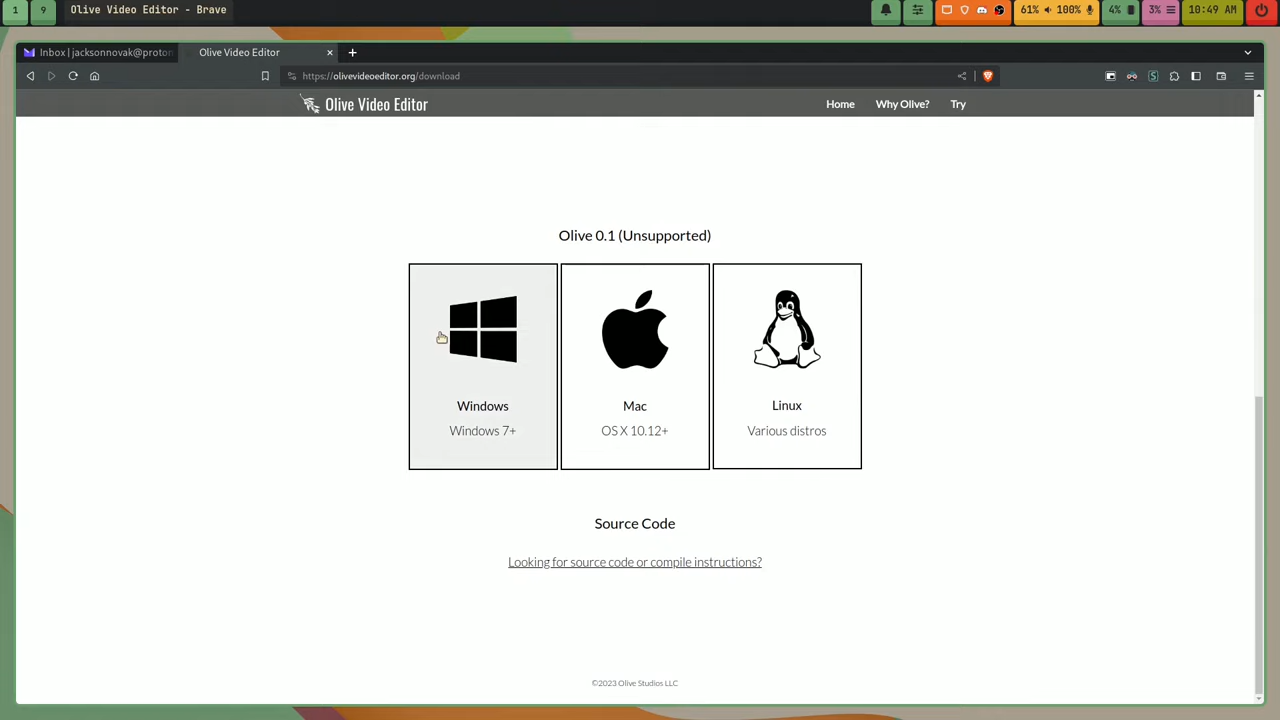 1 9 Olive Video Editor - Brave 61% 100% 4% 3% 10:49 AM
Inbox | jacksonnovak@proton Olive Video Editor
https://olivevideoeditor.org/download
Olive Video Editor Home Why Olive? Try
Olive 0.1 (Unsupported)
Windows Mac Linux
Windows 7+ OS X 10.12+ Various distros
Source Code
Looking for source code or compile instructions?
©2023 Olive Studios LLC